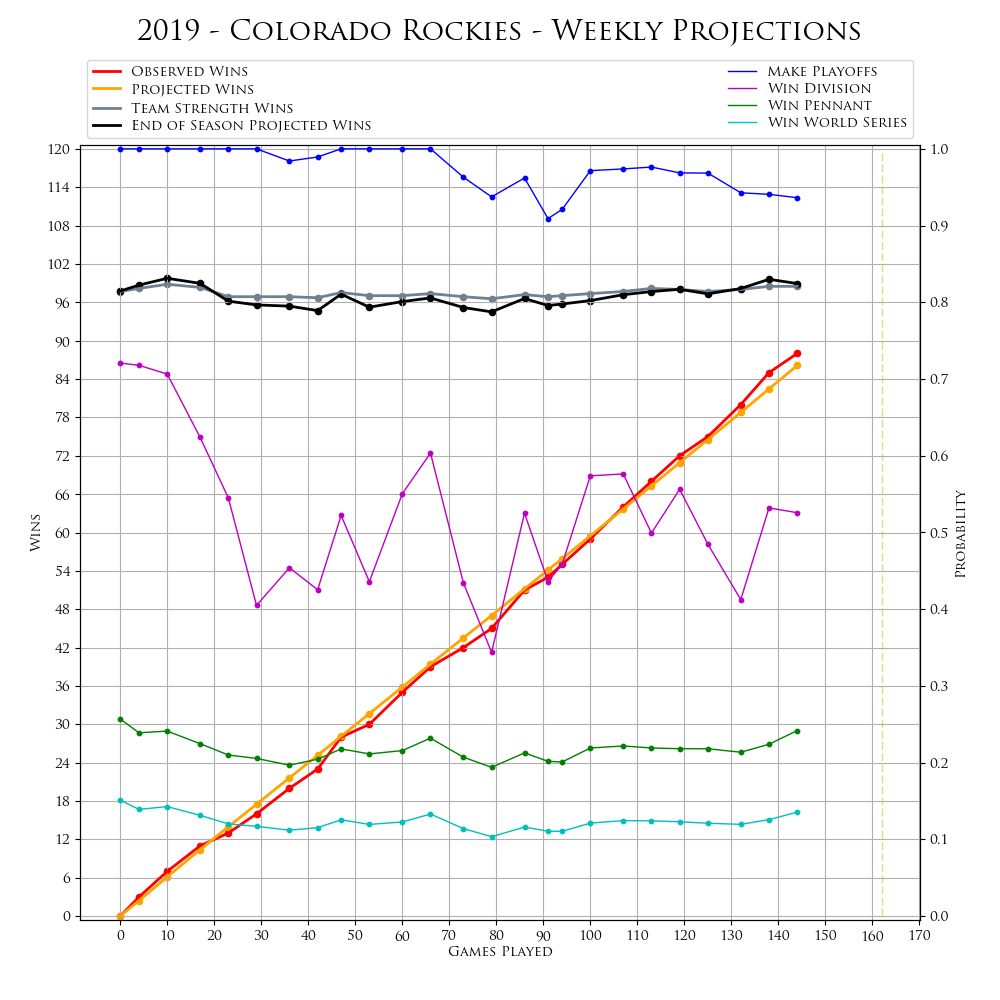 2019 - Colorado Rockies - Weekly Projections
Observed Wins
Projected Wins
Team Strength Wins
End of Season Projected Wins
Make Playoffs
Win Division
Win Pennant
Win World Series
120
114
108
102
96
90
84
78
72
66
60
54
48
42
36
30
24
18
12
6
0
Wins
1.0
0.9
0.8
0.7
0.6
0.5
0.4
0.3
0.2
0.1
0.0
Probability
0 10 20 30 40 50 60 70 80 90 100 110 120 130 140 150 160 170
Games Played